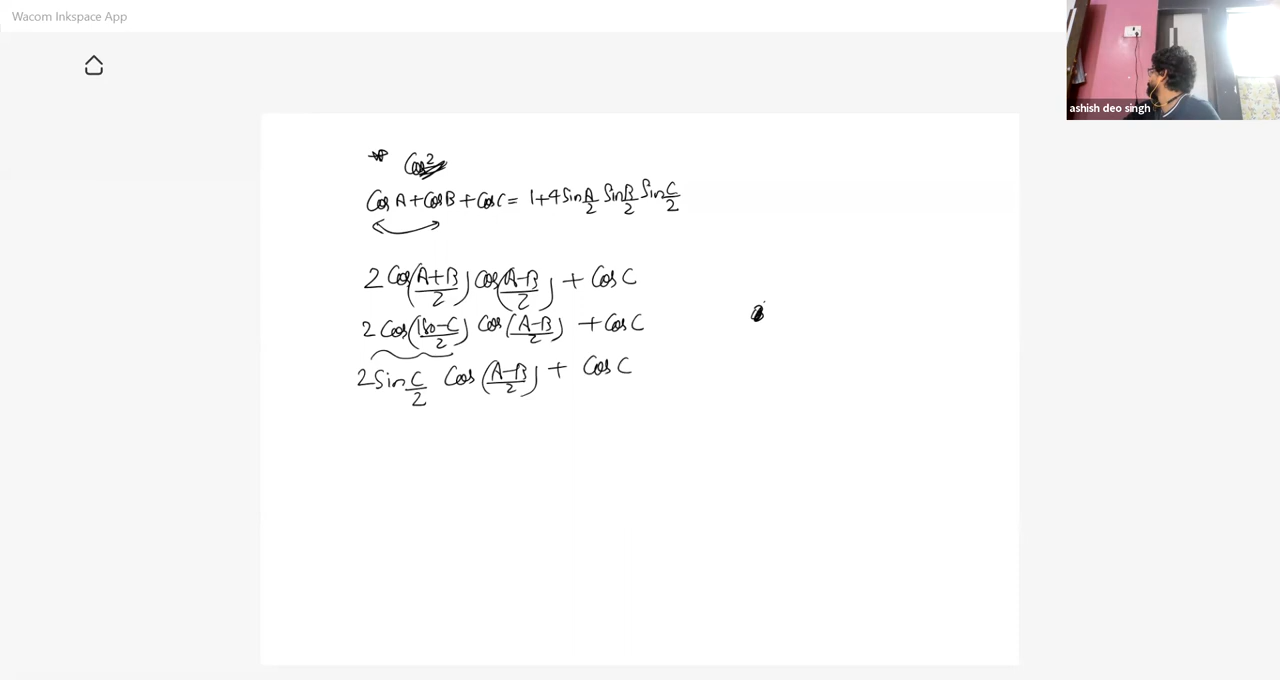 Wacom Inkspace App
ashish deo singh
* Cos²
Cos A + Cos B + Cos C = 1 + 4 Sin A/2 Sin B/2 Sin C/2
2 Cos((A+B)/2) Cos((A-B)/2) + Cos C
2 Cos((180-C)/2) Cos((A-B)/2) + Cos C
2 Sin C/2 Cos((A-B)/2) + Cos C